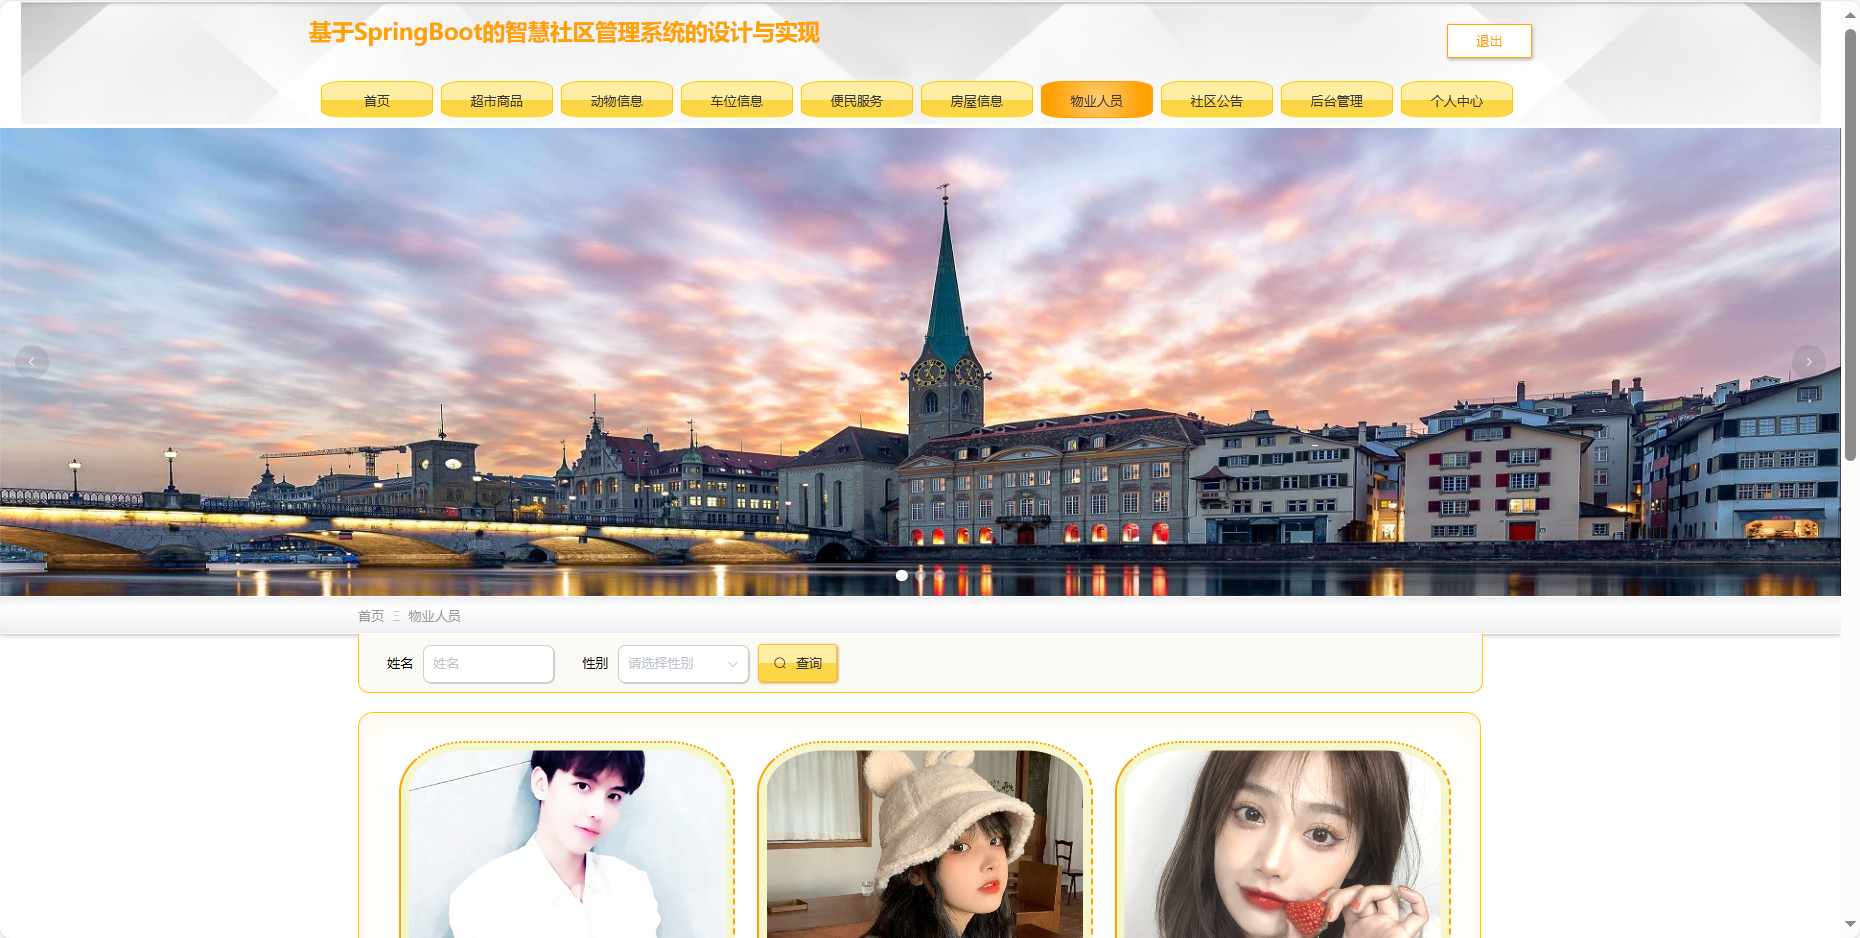 基于SpringBoot的智慧社区管理系统的设计与实现
退出
首页 超市商品 动物信息 车位信息 便民服务 房屋信息 物业人员 社区公告 后台管理 个人中心
首页 Ξ 物业人员
姓名 姓名 性别 请选择性别 查询